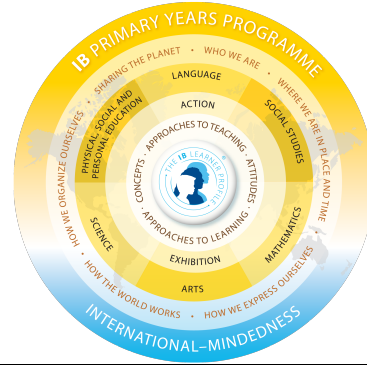 IB PRIMARY YEARS PROGRAMME
SHARING THE PLANET • WHO WE ARE • WHERE WE ARE IN PLACE AND TIME •
HOW WE EXPRESS OURSELVES • HOW THE WORLD WORKS • HOW WE ORGANIZE OURSELVES •
LANGUAGE
SOCIAL STUDIES
MATHEMATICS
ARTS
SCIENCE
PHYSICAL, SOCIAL AND
PERSONAL EDUCATION
ACTION
EXHIBITION
APPROACHES TO TEACHING · ATTITUDES ·
APPROACHES TO LEARNING · CONCEPTS ·
THE IB LEARNER PROFILE
INTERNATIONAL–MINDEDNESS